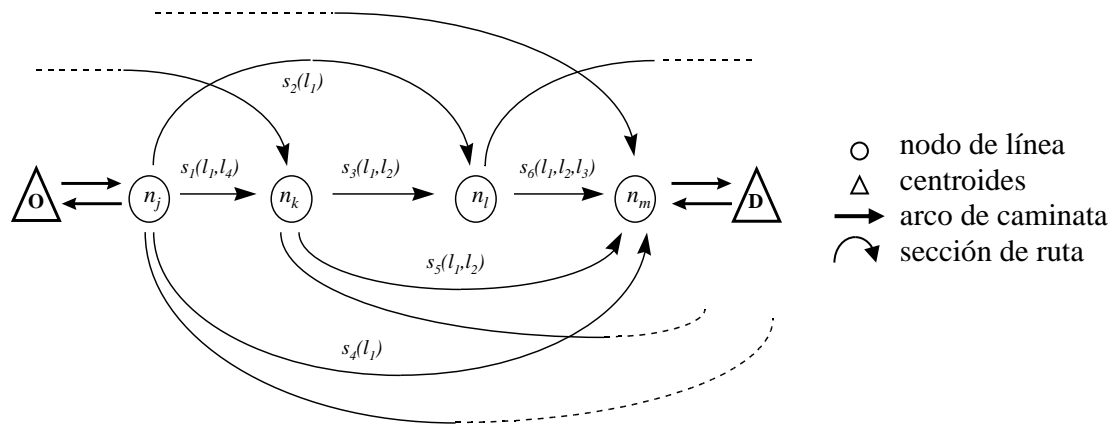 s2(l1)
s1(l1,l4)
s3(l1,l2)
s6(l1,l2,l3)
O
nj
nk
nl
nm
D
s5(l1,l2)
s4(l1)
nodo de línea
centroides
arco de caminata
sección de ruta